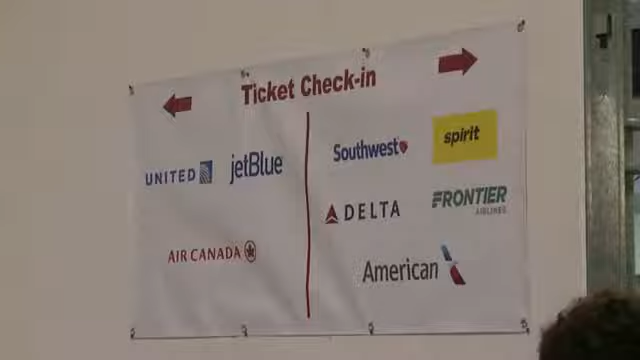 Ticket Check-in
UNITED
jetBlue
AIR CANADA
Southwest
spirit
DELTA
FRONTIER
AIRLINES
American